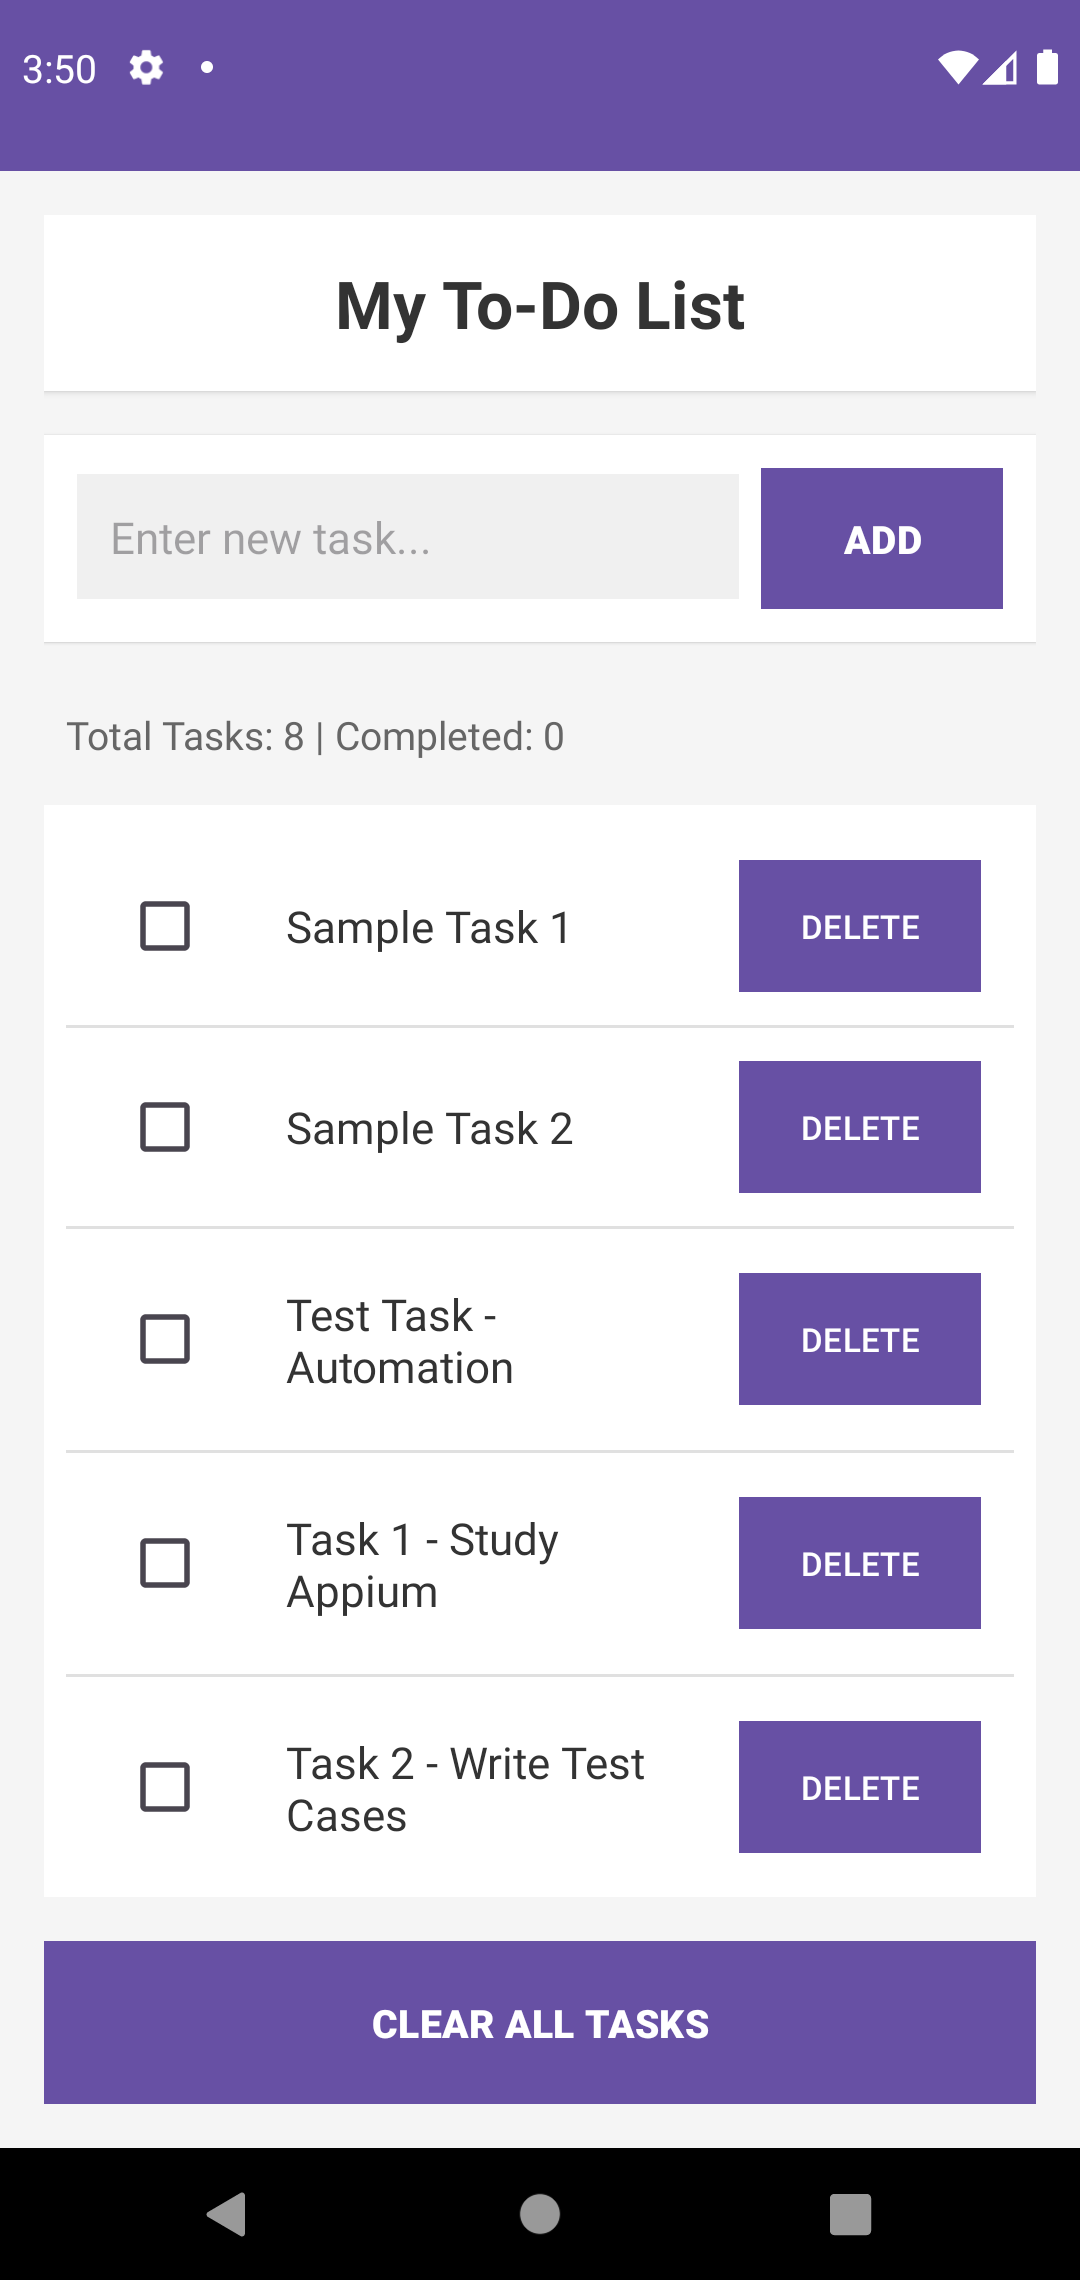 3:50
My To-Do List
Enter new task...
ADD
Total Tasks: 8 | Completed: 0
Sample Task 1
DELETE
Sample Task 2
DELETE
Test Task -
Automation
DELETE
Task 1 - Study
Appium
DELETE
Task 2 - Write Test
Cases
DELETE
CLEAR ALL TASKS